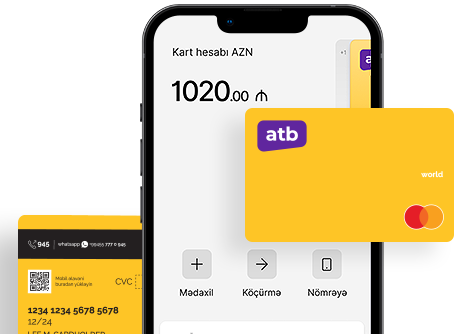 Kart hesabı AZN
+1
1020.00 ₼
atb
world
Mədaxil
Köçürmə
Nömrəyə
945 whatsapp +99455 777 0 945
Mobil əlavəni
buradan yükləyin
CVC
1234 1234 5678 5678
12/24
LEE M. CARDHOLDER